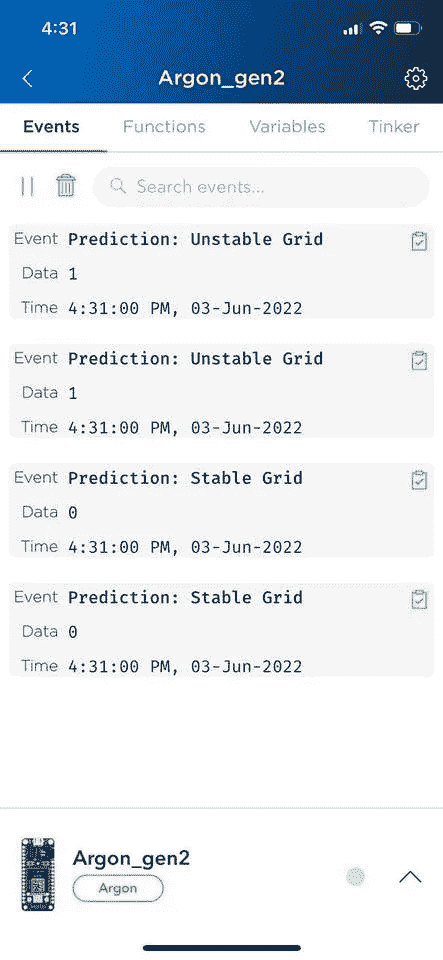 4:31
Argon_gen2
Events Functions Variables Tinker
Search events...
Event Prediction: Unstable Grid
Data 1
Time 4:31:00 PM, 03-Jun-2022
Event Prediction: Unstable Grid
Data 1
Time 4:31:00 PM, 03-Jun-2022
Event Prediction: Stable Grid
Data 0
Time 4:31:00 PM, 03-Jun-2022
Event Prediction: Stable Grid
Data 0
Time 4:31:00 PM, 03-Jun-2022
Argon_gen2
Argon